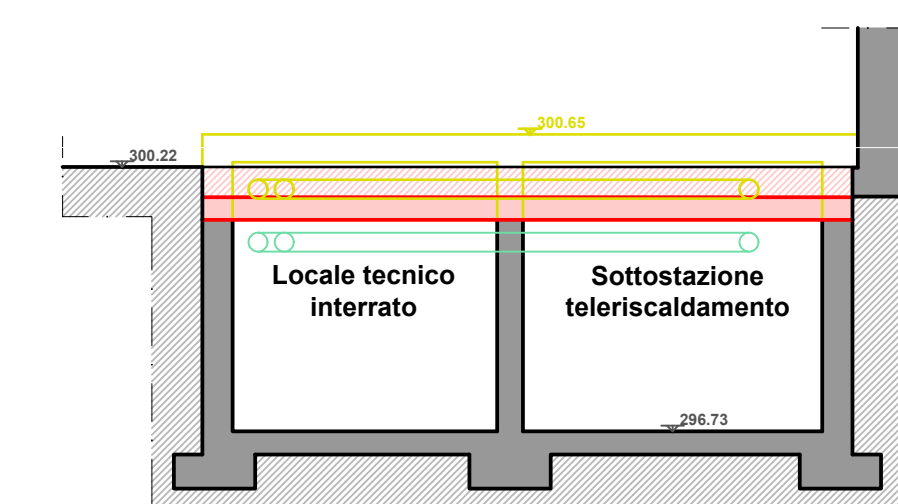 300.65
300.22
Locale tecnico
interrato
Sottostazione
teleriscaldamento
296.73